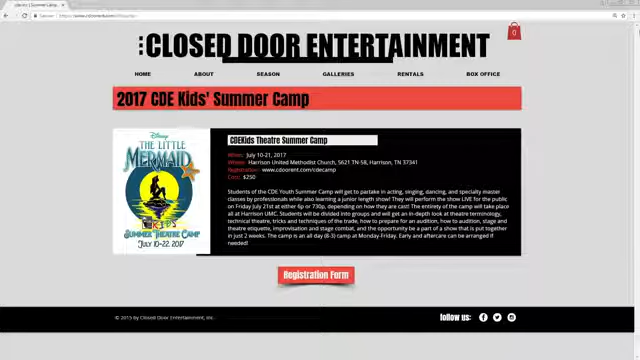 CLOSED DOOR ENTERTAINMENT
0
HOME ABOUT SEASON GALLERIES RENTALS BOX OFFICE
2017 CDE Kids' Summer Camp
Disney
THE LITTLE
MERMAID
KIDS
SUMMER THEATRE CAMP
JULY 10-22, 2017
CDEKids Theatre Summer Camp
When: July 10-21, 2017
Where: Harrison United Methodist Church, 5621 TN-58, Harrison, TN 37341
Registration: www.cdoorent.com/cdecamp
Cost: $250
Students of the CDE Youth Summer Camp will get to partake in acting, singing, dancing, and specialty master
classes by professionals while also learning a junior length show! They will perform the show LIVE for the public
on Friday July 21st at either 6p or 730p, depending on how they are cast! The entirety of the camp will take place
all at Harrison UMC. Students will be divided into groups and will get an in-depth look at theatre terminology,
technical theatre, tricks and techniques of the trade, how to prepare for an audition, how to audition, stage and
theatre etiquette, improvisation and stage combat, and the opportunity be a part of a show that is put together
in just 2 weeks. The camp is an all day (8-3) camp at Monday-Friday. Early and aftercare can be arranged if
needed!
Registration Form
© 2015 by Closed Door Entertainment, Inc.
follow us: